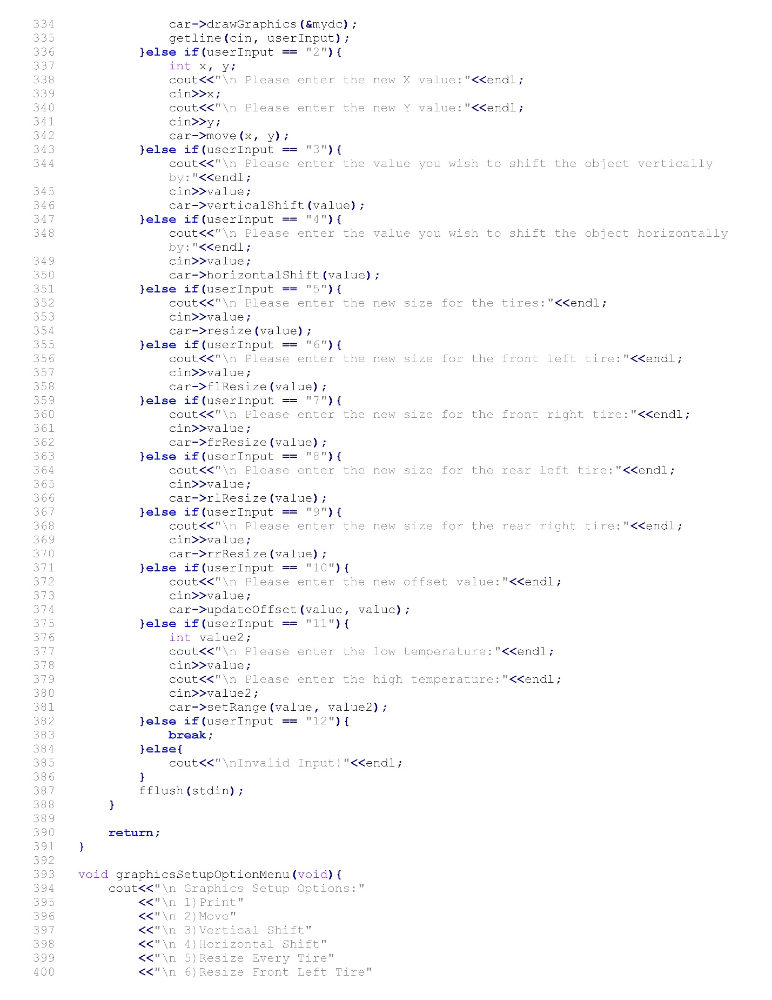 334 car->drawGraphics(&mydc);
335 getline(cin, userInput);
336 }else if(userInput == "2"){
337 int x, y;
338 cout<<"\n Please enter the new X value:"<<endl;
339 cin>>x;
340 cout<<"\n Please enter the new Y value:"<<endl;
341 cin>>y;
342 car->move(x, y);
343 }else if(userInput == "3"){
344 cout<<"\n Please enter the value you wish to shift the object vertically
by:"<<endl;
345 cin>>value;
346 car->verticalShift(value);
347 }else if(userInput == "4"){
348 cout<<"\n Please enter the value you wish to shift the object horizontally
by:"<<endl;
349 cin>>value;
350 car->horizontalShift(value);
351 }else if(userInput == "5"){
352 cout<<"\n Please enter the new size for the tires:"<<endl;
353 cin>>value;
354 car->resize(value);
355 }else if(userInput == "6"){
356 cout<<"\n Please enter the new size for the front left tire:"<<endl;
357 cin>>value;
358 car->flResize(value);
359 }else if(userInput == "7"){
360 cout<<"\n Please enter the new size for the front right tire:"<<endl;
361 cin>>value;
362 car->frResize(value);
363 }else if(userInput == "8"){
364 cout<<"\n Please enter the new size for the rear left tire:"<<endl;
365 cin>>value;
366 car->rlResize(value);
367 }else if(userInput == "9"){
368 cout<<"\n Please enter the new size for the rear right tire:"<<endl;
369 cin>>value;
370 car->rrResize(value);
371 }else if(userInput == "10"){
372 cout<<"\n Please enter the new offset value:"<<endl;
373 cin>>value;
374 car->updateOffset(value, value);
375 }else if(userInput == "11"){
376 int value2;
377 cout<<"\n Please enter the low temperature:"<<endl;
378 cin>>value;
379 cout<<"\n Please enter the high temperature:"<<endl;
380 cin>>value2;
381 car->setRange(value, value2);
382 }else if(userInput == "12"){
383 break;
384 }else{
385 cout<<"\nInvalid Input!"<<endl;
386 }
387 fflush(stdin);
388 }
389
390 return;
391 }
392
393 void graphicsSetupOptionMenu(void){
394 cout<<"\n Graphics Setup Options:"
395 <<"\n 1)Print"
396 <<"\n 2)Move"
397 <<"\n 3)Vertical Shift"
398 <<"\n 4)Horizontal Shift"
399 <<"\n 5)Resize Every Tire"
400 <<"\n 6)Resize Front Left Tire"